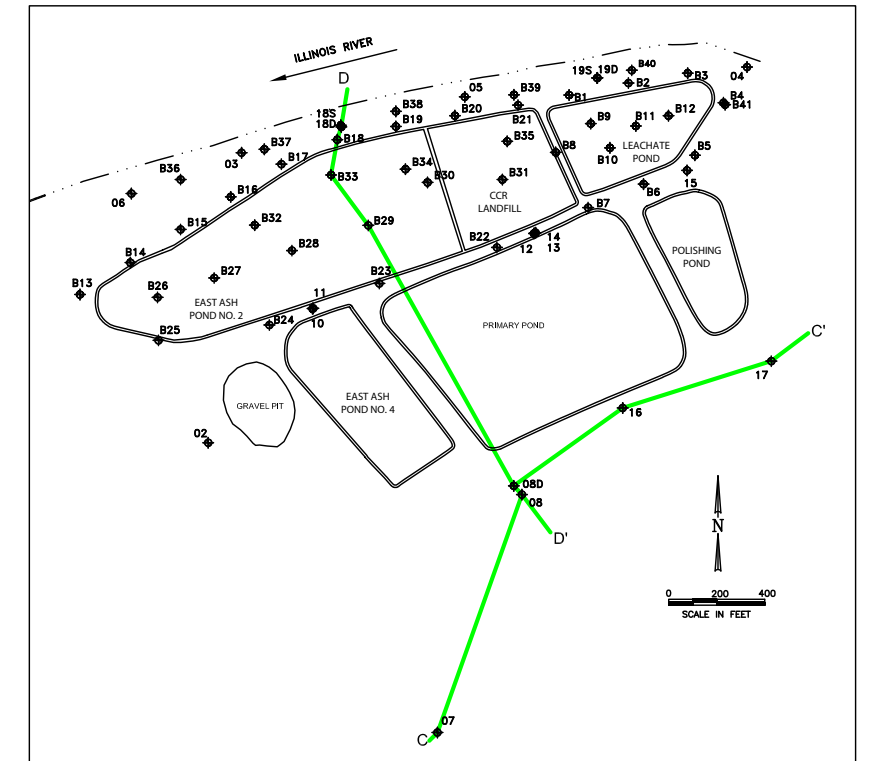 ILLINOIS RIVER
D
18'S
18D
B18
B38
B19
05
B20
B39
B21
B1
19S 19D
B40
B2
B3
04
B4
B41
B9
B11
B12
B10
LEACHATE
POND
B5
15
B6
B7
B8
B35
B31
CCR
LANDFILL
B34
B30
B33
B29
B37
03
B17
B36
06
B16
B15
B32
B28
B14
B13
B27
B26
EAST ASH
POND NO. 2
B25
B24
11
10
B23
B22
12
14
13
POLISHING
POND
PRIMARY POND
EAST ASH
POND NO. 4
GRAVEL PIT
02
C'
17
16
08D
08
D'
N
0 200 400
SCALE IN FEET
07
C